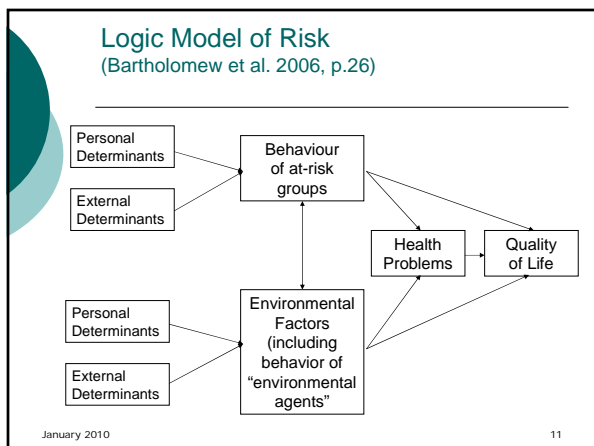 Logic Model of Risk
(Bartholomew et al. 2006, p.26)
Personal
Determinants
External
Determinants
Behaviour
of at-risk
groups
Health
Problems
Quality
of Life
Personal
Determinants
External
Determinants
Environmental
Factors
(including
behavior of
“environmental
agents”
January 2010
11